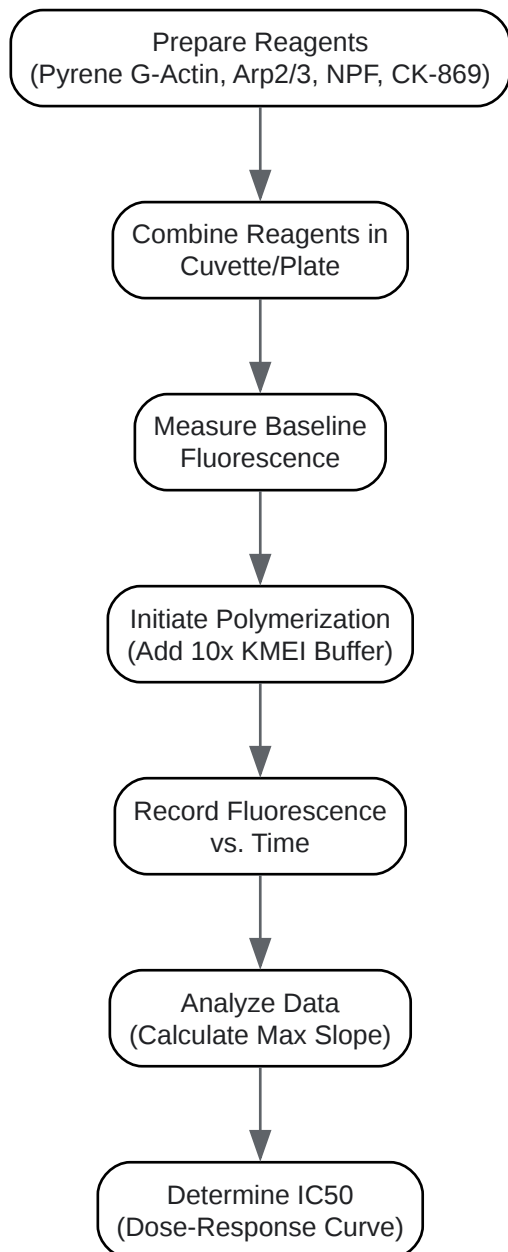 Prepare Reagents
(Pyrene G-Actin, Arp2/3, NPF, CK-869)
Combine Reagents in
Cuvette/Plate
Measure Baseline
Fluorescence
Initiate Polymerization
(Add 10x KMEI Buffer)
Record Fluorescence
vs. Time
Analyze Data
(Calculate Max Slope)
Determine IC50
(Dose-Response Curve)